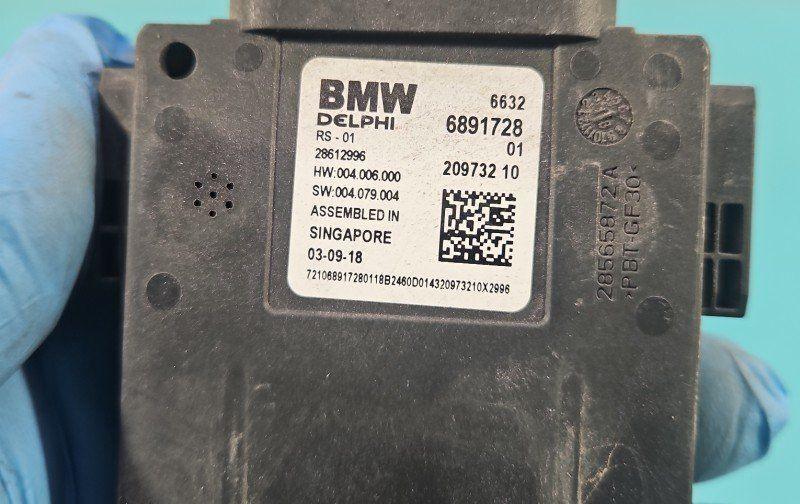 BMW 6632
DELPHI 6891728
RS - 01 01
28612996 209732 10
HW:004.006.000
SW:004.079.004
ASSEMBLED IN
SINGAPORE
03-09-18
721068917280118B2460D014320973210X2996
28565872 A
>PBT-GF30<